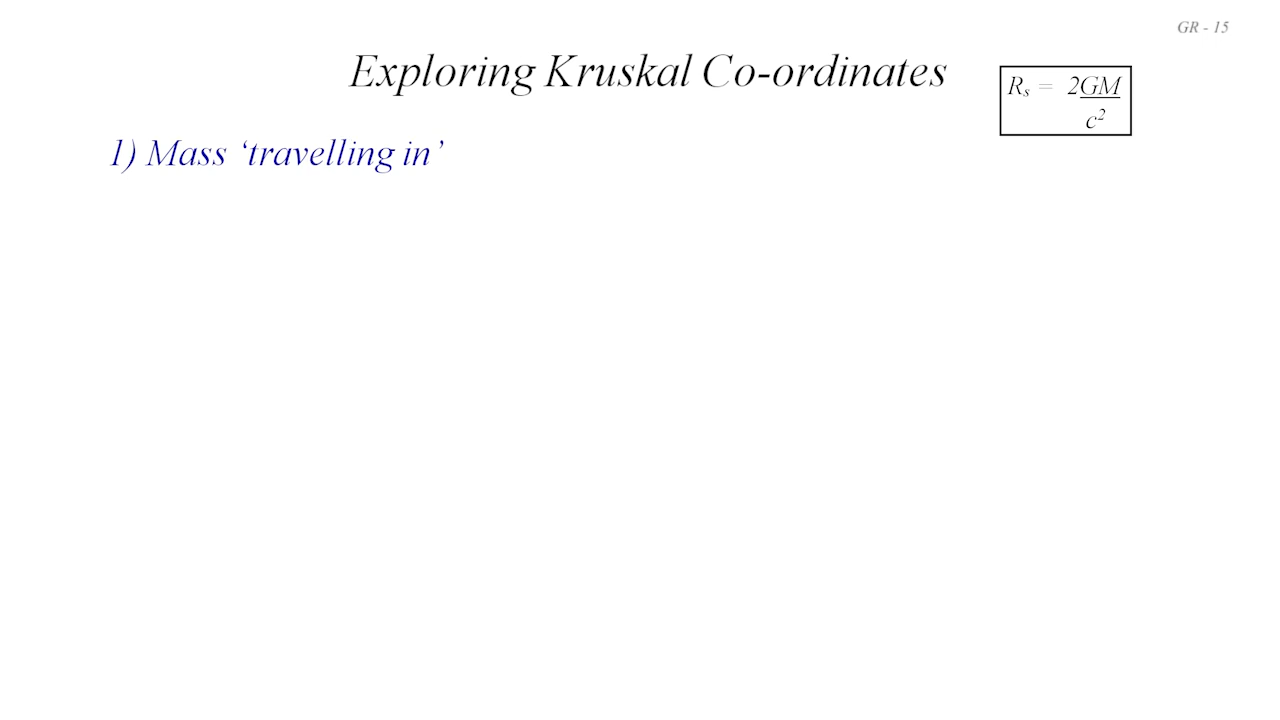 GR - 15
Exploring Kruskal Co-ordinates
Rₛ = 2GM
c²
1) Mass ‘travelling in’